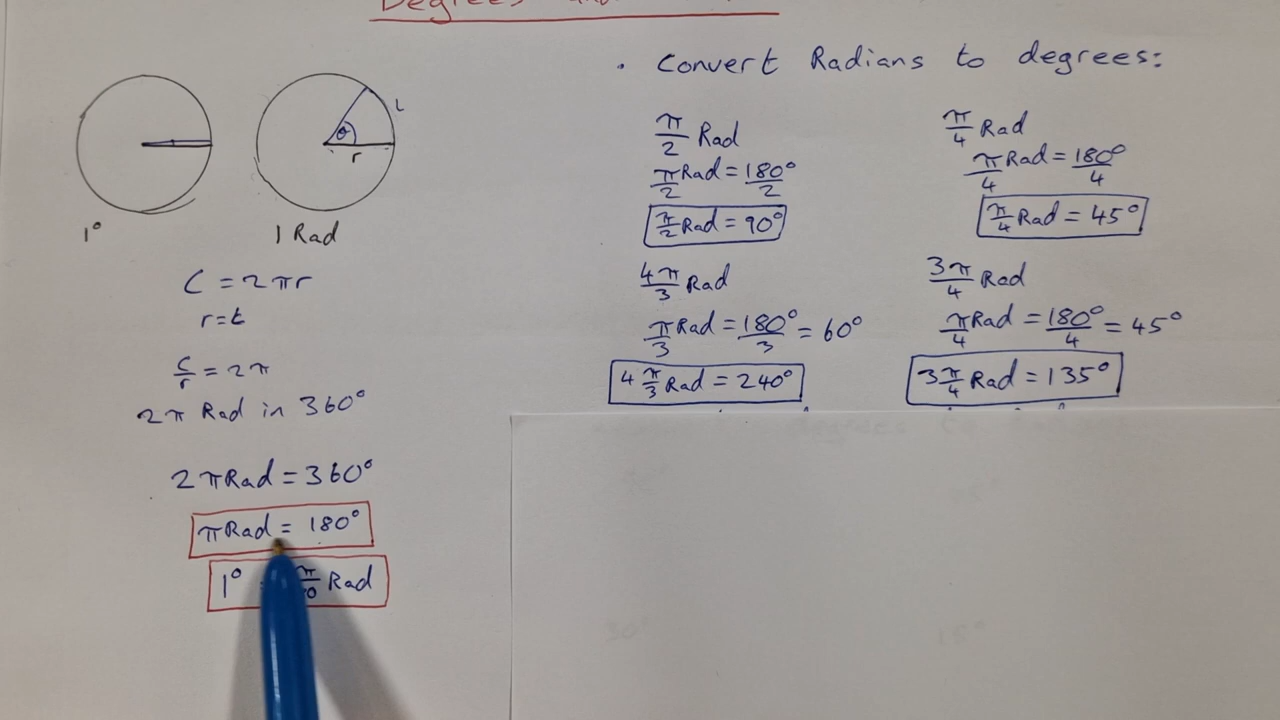 Degrees
1°
θ
r
L
1 Rad
C = 2πr
r = L
C/r = 2π
2π Rad in 360°
2πRad = 360°
πRad = 180°
1° π Rad
• Convert Radians to degrees:
π/2 Rad
π/2 Rad = 180°/2
π/2 Rad = 90°
4π/3 Rad
π/3 Rad = 180°/3 = 60°
4 π/3 Rad = 240°
π/4 Rad
π/4 Rad = 180°/4
π/4 Rad = 45°
3π/4 Rad
π/4 Rad = 180°/4 = 45°
3 π/4 Rad = 135°